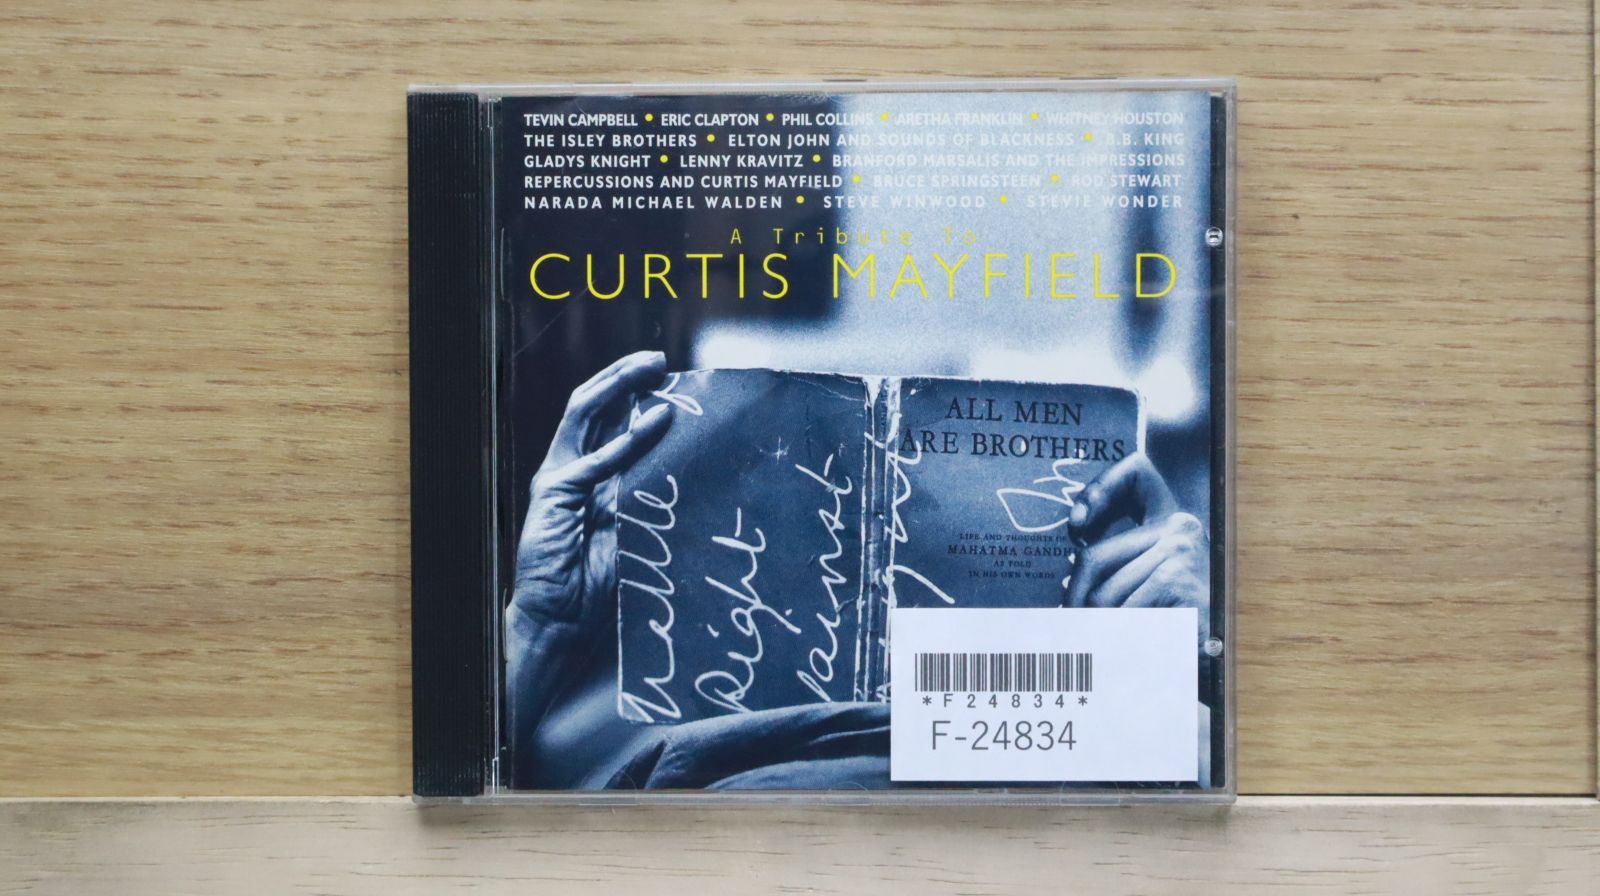 TEVIN CAMPBELL • ERIC CLAPTON • PHIL COLLINS • ARETHA FRANKLIN • WHITNEY HOUSTON
THE ISLEY BROTHERS • ELTON JOHN AND SOUNDS OF BLACKNESS • B.B. KING
GLADYS KNIGHT • LENNY KRAVITZ • BRANFORD MARSALIS AND THE IMPRESSIONS
REPERCUSSIONS AND CURTIS MAYFIELD • BRUCE SPRINGSTEEN • ROD STEWART
NARADA MICHAEL WALDEN • STEVE WINWOOD • STEVIE WONDER
A Tribute To
CURTIS MAYFIELD
ALL MEN
ARE BROTHERS
LIFE AND THOUGHTS OF
MAHATMA GANDHI
AS TOLD
IN HIS OWN WORDS
Right
against
*F24834*
F-24834